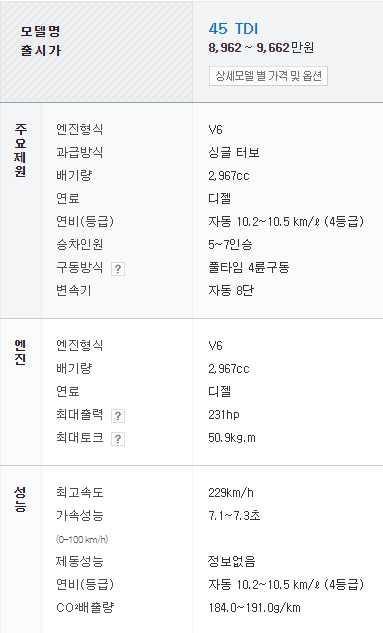 모델명 45 TDI
출시가 8,962 ~ 9,662만원
상세모델 별 가격 및 옵션
주요제원
엔진형식 V6
과급방식 싱글 터보
배기량 2,967cc
연료 디젤
연비(등급) 자동 10.2~10.5 km/ℓ (4등급)
승차인원 5~7인승
구동방식 ? 풀타임 4륜구동
변속기 자동 8단
엔진
엔진형식 V6
배기량 2,967cc
연료 디젤
최대출력 ? 231hp
최대토크 ? 50.9kg.m
성능
최고속도 229km/h
가속성능 7.1~7.3초
(0-100 km/h)
제동성능 정보없음
연비(등급) 자동 10.2~10.5 km/ℓ (4등급)
CO²배출량 184.0~191.0g/km